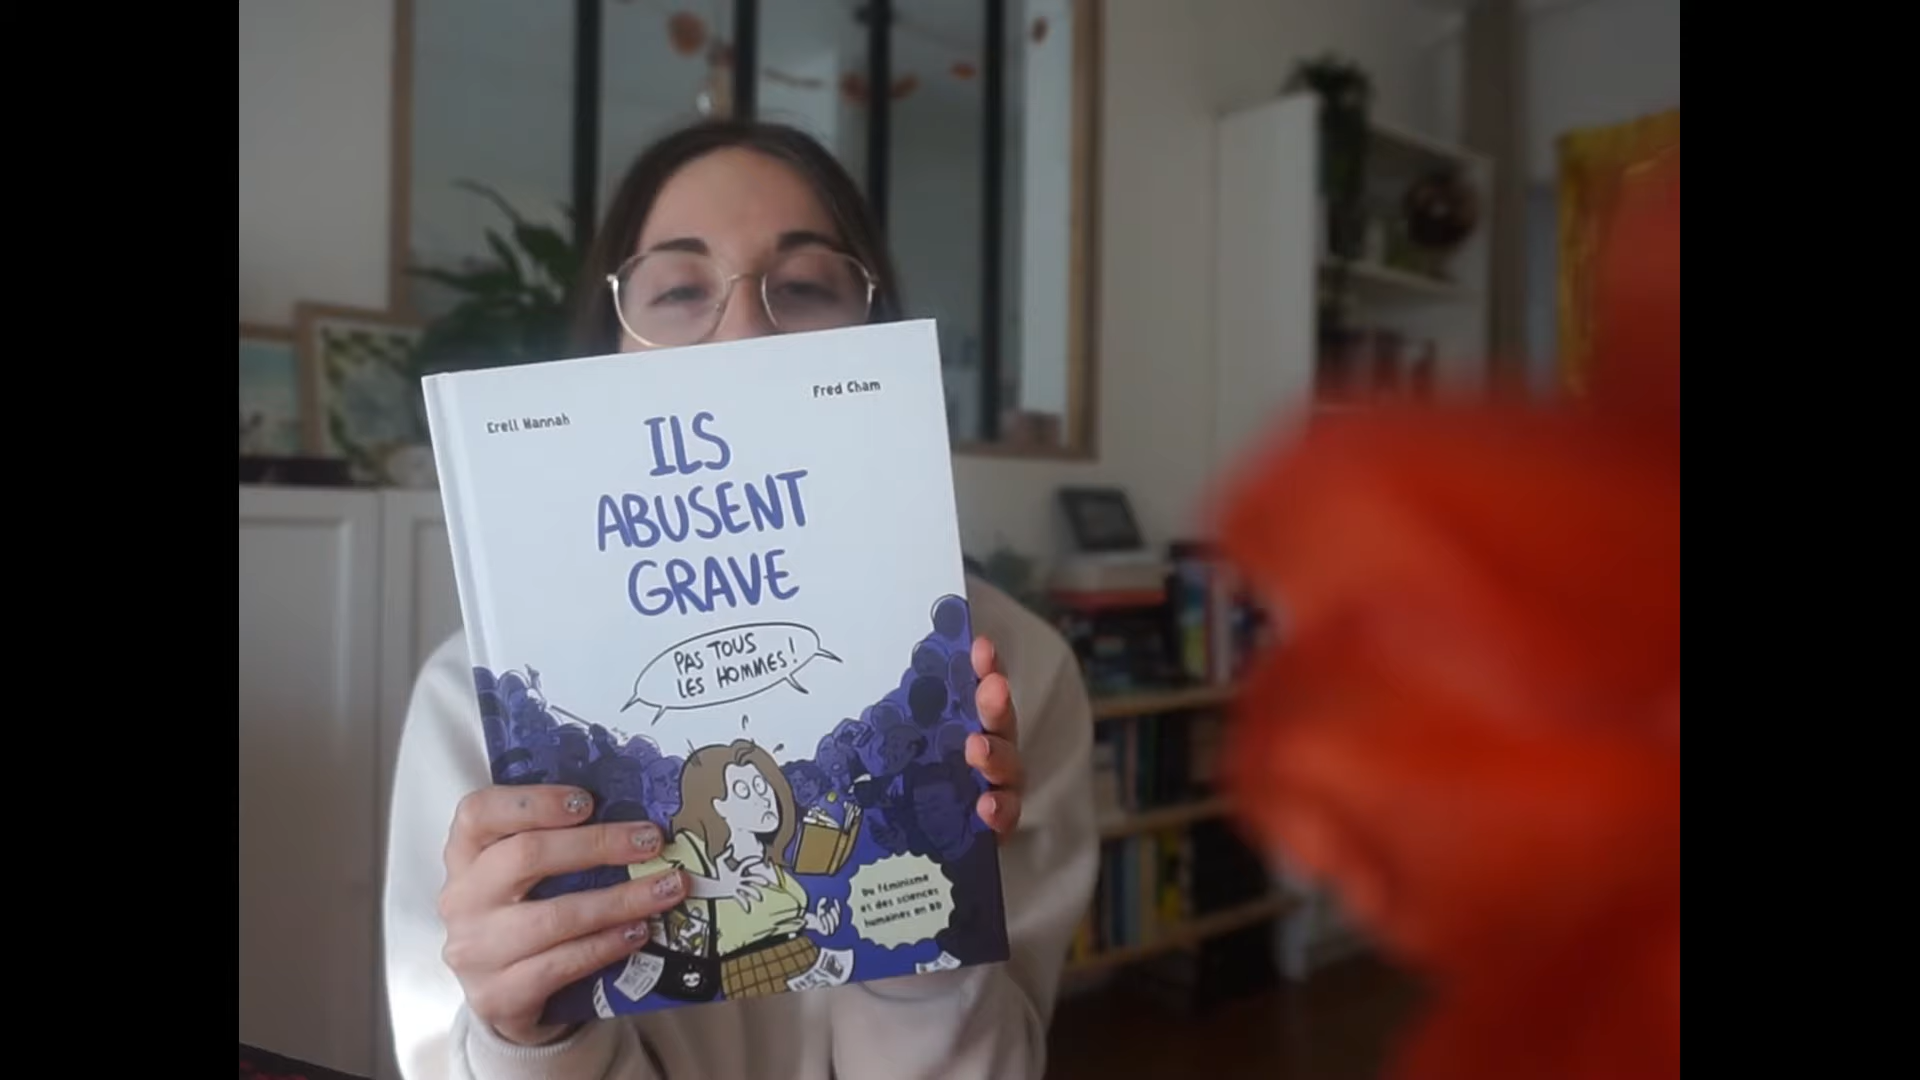 Erell Hannah
Fred Cham
ILS
ABUSENT
GRAVE
PAS TOUS
LES HOMMES!
Du féminisme
et des sciences
humaines en BD